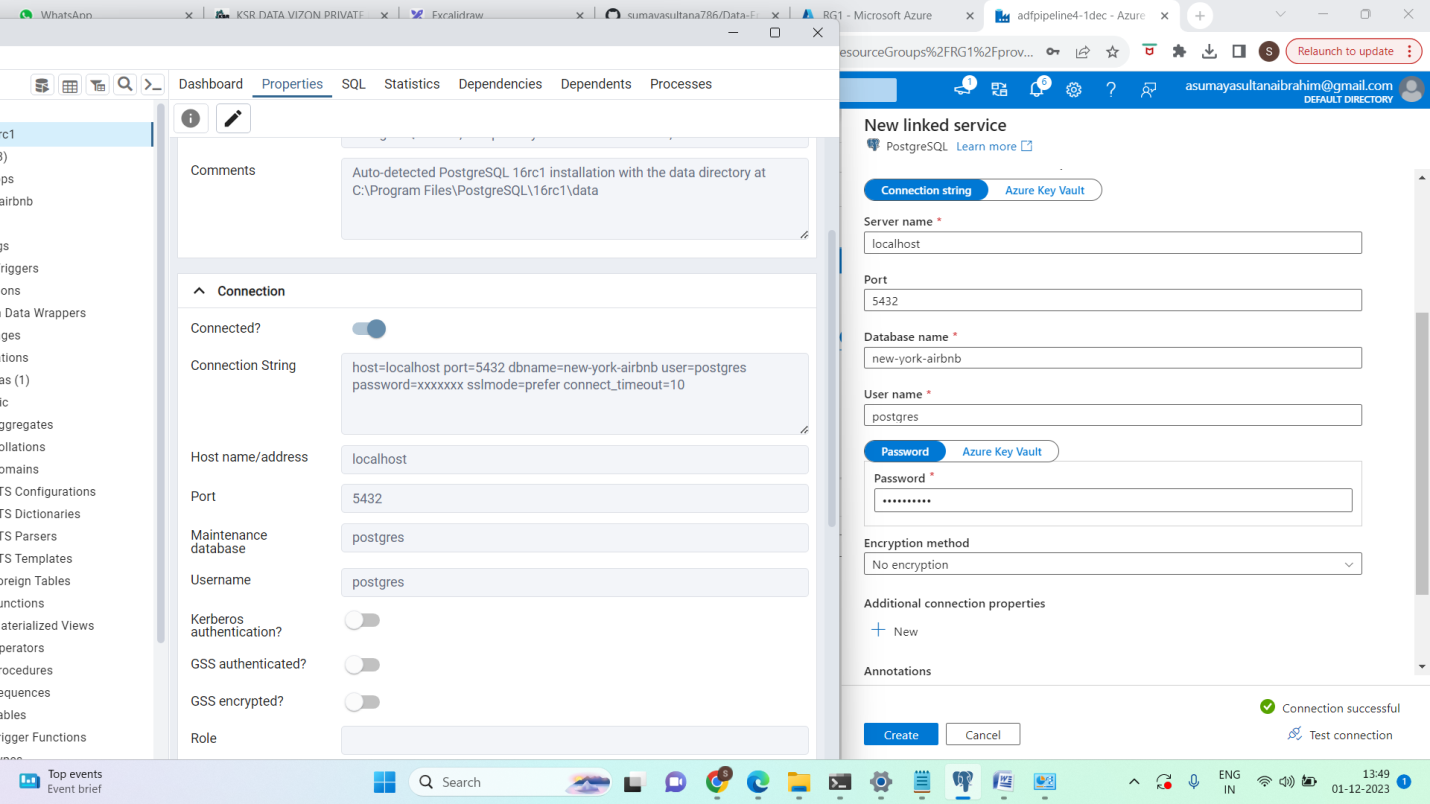 WhatsApp
KSR DATA VIZON PRIVATE
Excalidraw
sumayasultana786/Data-E
RG1 - Microsoft Azure
adfpipeline4-1dec - Azure
esourceGroups%2FRG1%2Fprov...
S
Relaunch to update
Dashboard
Properties
SQL
Statistics
Dependencies
Dependents
Processes
1
6
asumayasultanaibrahim@gmail.com
DEFAULT DIRECTORY
rc1
3)
ps
airbnb
gs
riggers
ons
Data Wrappers
ges
ations
as (1)
ic
ggregates
ollations
omains
TS Configurations
TS Dictionaries
TS Parsers
TS Templates
oreign Tables
unctions
aterialized Views
perators
rocedures
equences
ables
rigger Functions
Comments
Auto-detected PostgreSQL 16rc1 installation with the data directory at
C:\Program Files\PostgreSQL\16rc1\data
Connection
Connected?
Connection String
host=localhost port=5432 dbname=new-york-airbnb user=postgres
password=xxxxxxx sslmode=prefer connect_timeout=10
Host name/address
localhost
Port
5432
Maintenance
database
postgres
Username
postgres
Kerberos
authentication?
GSS authenticated?
GSS encrypted?
Role
New linked service
PostgreSQL Learn more
Connection string
Azure Key Vault
Server name *
localhost
Port
5432
Database name *
new-york-airbnb
User name *
postgres
Password
Azure Key Vault
Password *
••••••••••
Encryption method
No encryption
Additional connection properties
New
Annotations
Connection successful
Create
Cancel
Test connection
Top events
Event brief
Search
S
ENG
IN
13:49
01-12-2023
1